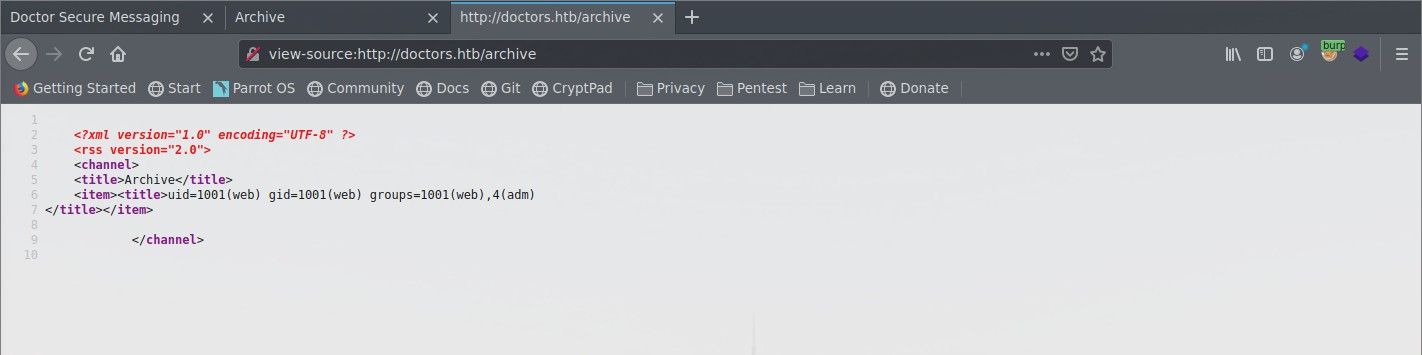 Doctor Secure Messaging Archive http://doctors.htb/archive
view-source:http://doctors.htb/archive burp
Getting Started Start Parrot OS Community Docs Git CryptPad Privacy Pentest Learn Donate
1
2 <?xml version="1.0" encoding="UTF-8" ?>
3 <rss version="2.0">
4 <channel>
5 <title>Archive</title>
6 <item><title>uid=1001(web) gid=1001(web) groups=1001(web),4(adm)
7 </title></item>
8
9 </channel>
10